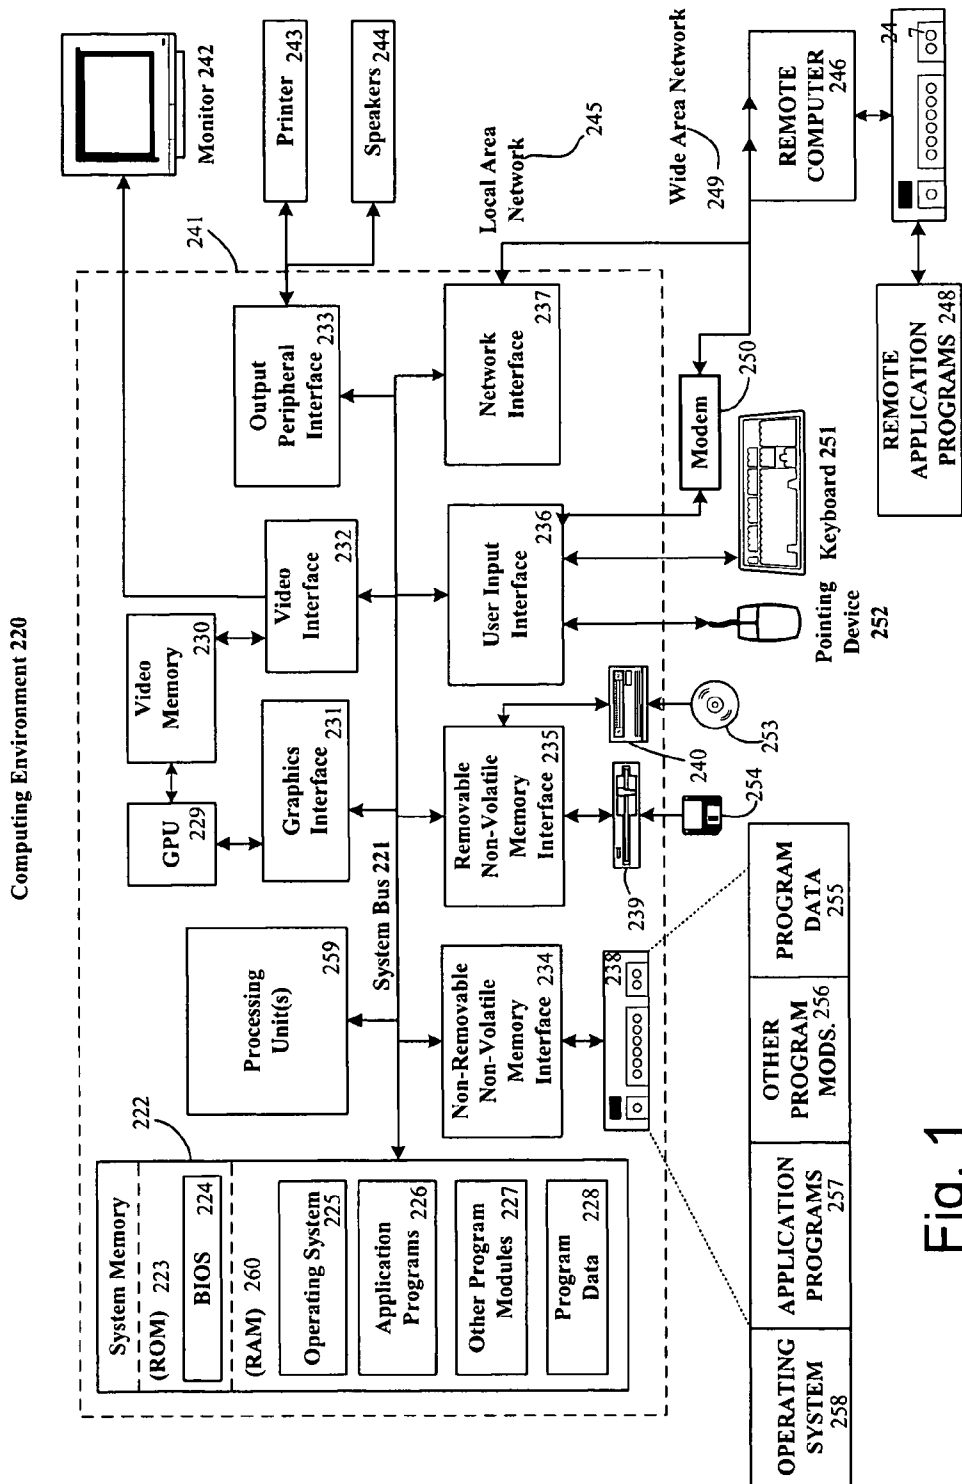 Computing Environment 220
Monitor 242
Printer 243
Speakers 244
241
Local Area
Network
245
Wide Area Network
249
REMOTE
COMPUTER
246
24
7
REMOTE
APPLICATION
PROGRAMS 248
Video
Memory
230
GPU
229
Graphics
Interface
231
Video
Interface
232
Output
Peripheral
Interface
233
Network
Interface
237
Processing
Unit(s)
259
System Bus 221
222
System Memory
(ROM) 223
BIOS 224
(RAM) 260
Operating System
225
Application
Programs 226
Other Program
Modules 227
Program
Data 228
Non-Removable
Non-Volatile
Memory
Interface 234
Removable
Non-Volatile
Memory
Interface 235
User Input
Interface
236
238
239
240
253
254
Modem
250
Keyboard 251
Pointing
Device
252
OPERATING
SYSTEM
258
APPLICATION
PROGRAMS
257
OTHER
PROGRAM
MODS. 256
PROGRAM
DATA
255
Fig. 1